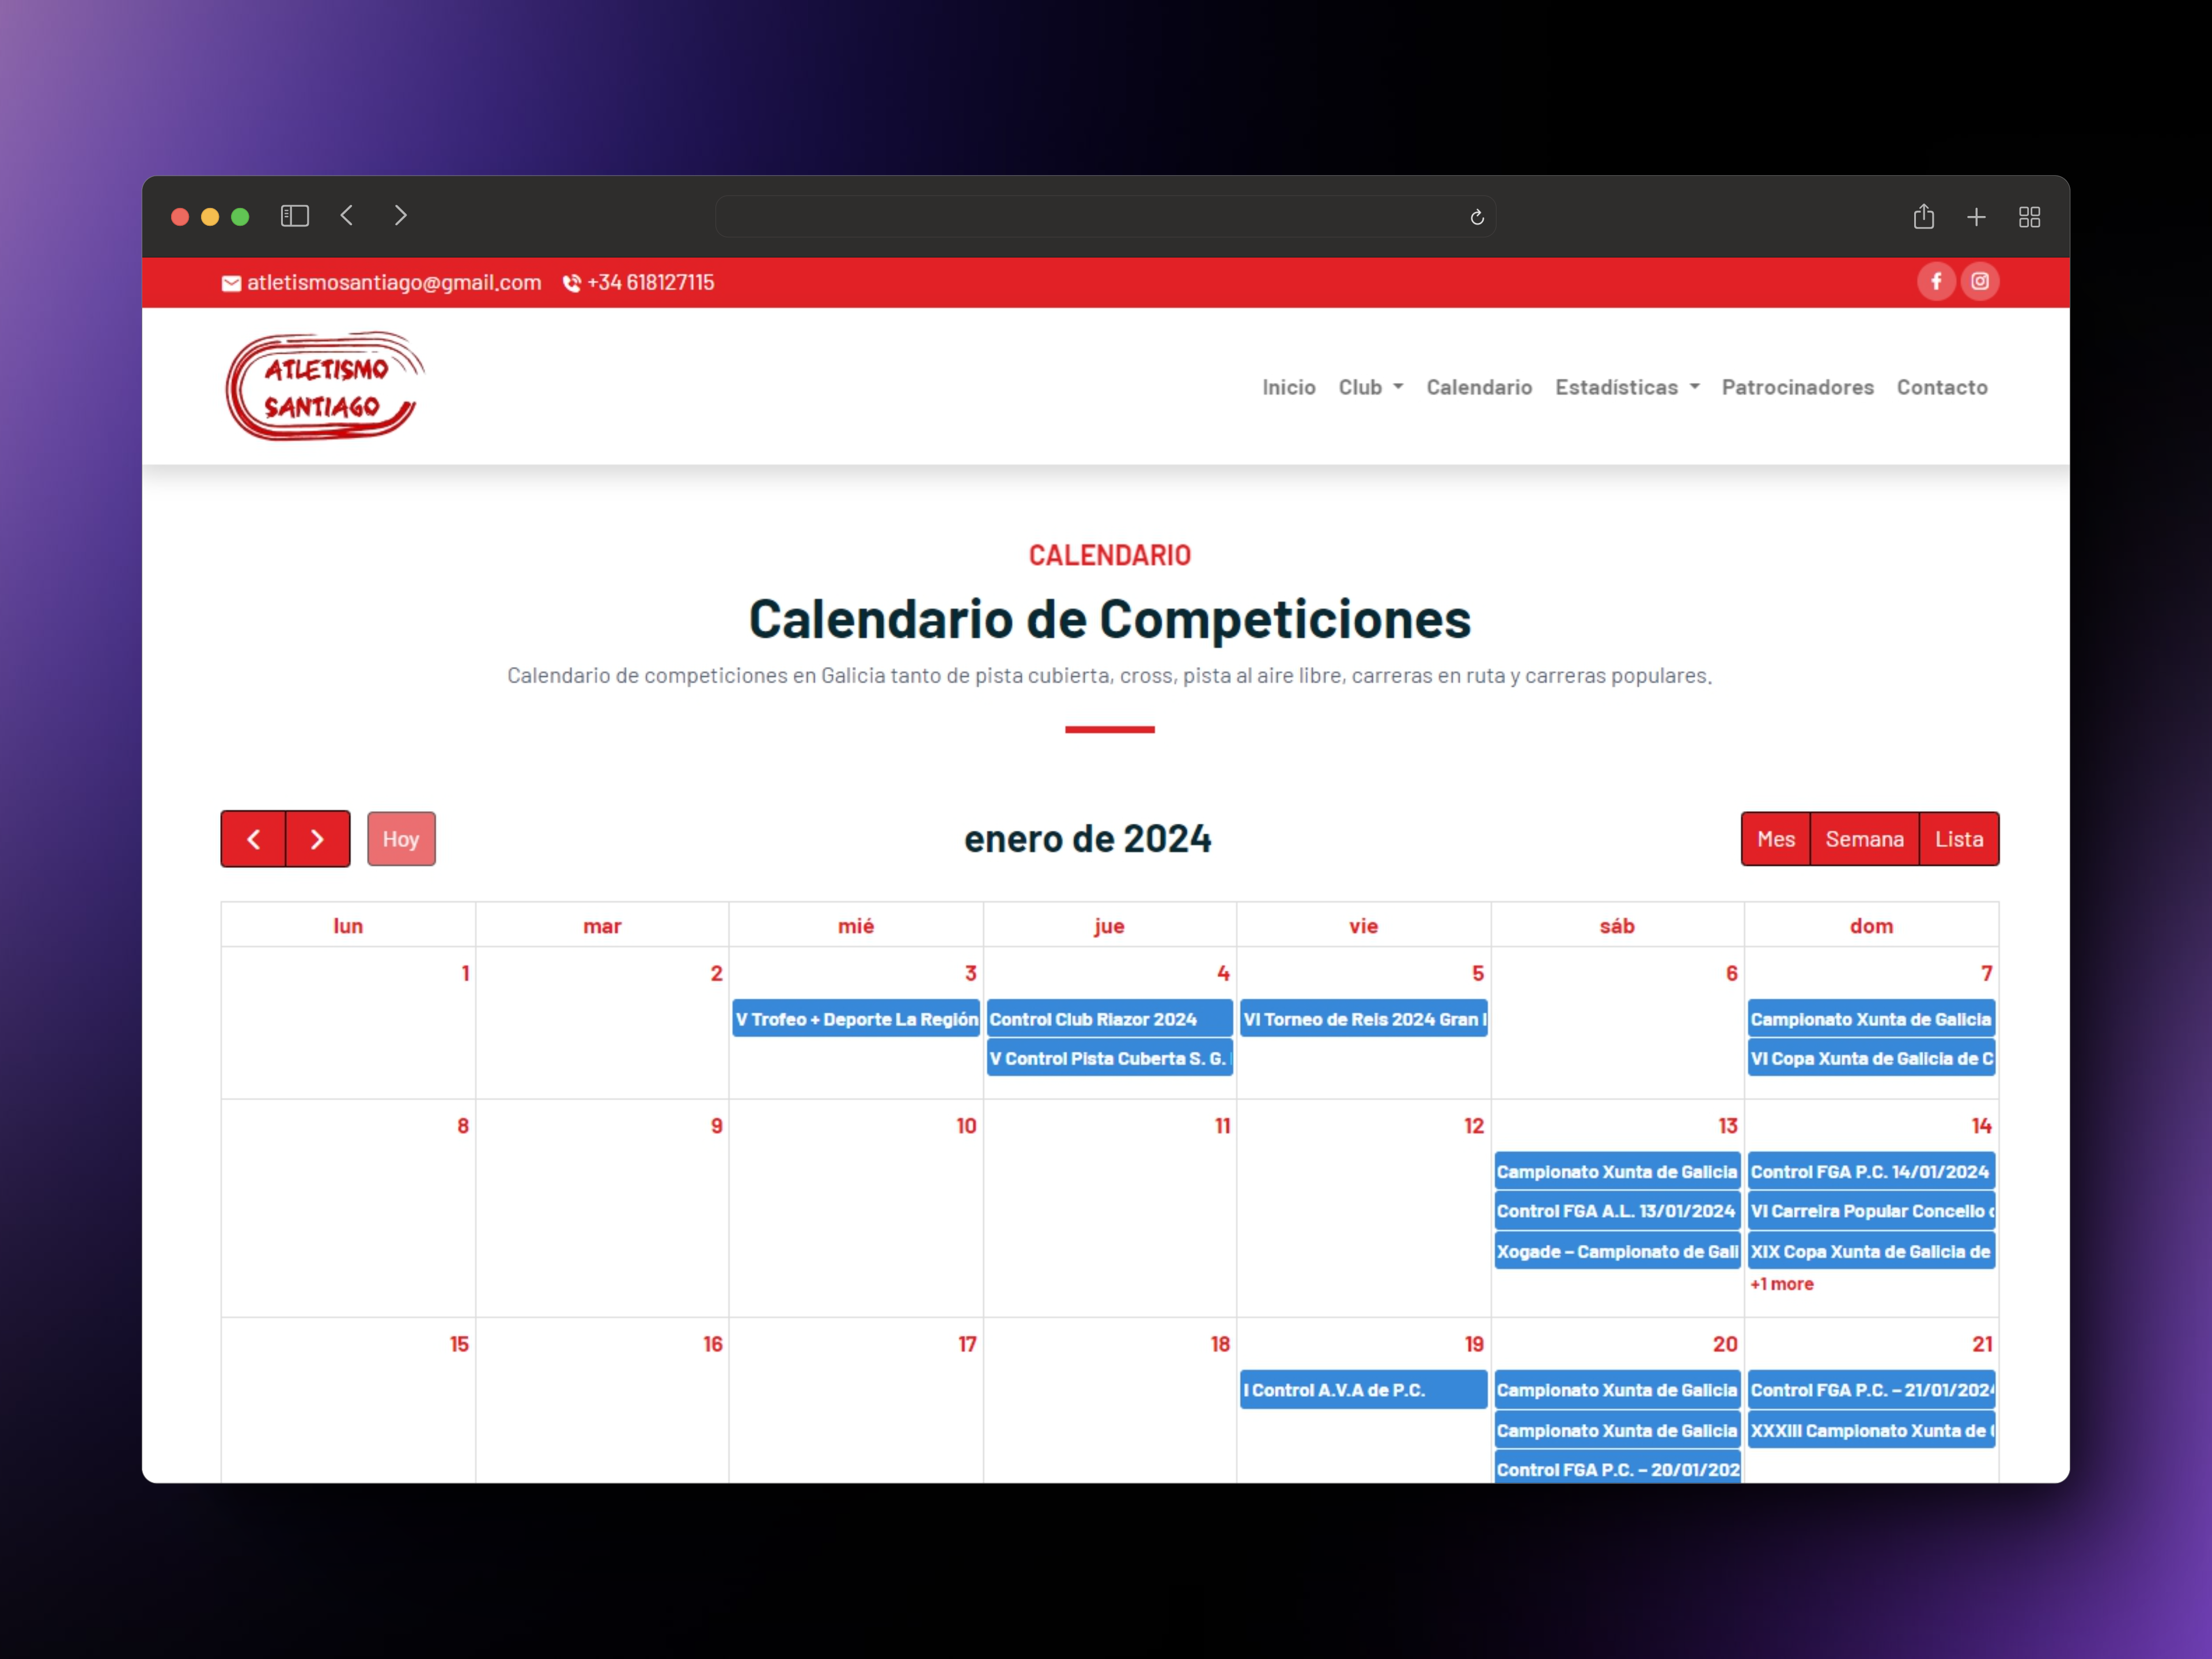 atletismosantiago@gmail.com +34 618127115
ATLETISMO
SANTIAGO
Inicio Club Calendario Estadísticas Patrocinadores Contacto
CALENDARIO
Calendario de Competiciones
Calendario de competiciones en Galicia tanto de pista cubierta, cross, pista al aire libre, carreras en ruta y carreras populares.
Hoy
enero de 2024
Mes Semana Lista
lun mar mié jue vie sáb dom
1 2 3 4 5 6 7
V Trofeo + Deporte La Región Control Club Riazor 2024 VI Torneo de Reis 2024 Gran Campionato Xunta de Galicia
V Control Pista Cuberta S. G. VI Copa Xunta de Galicia de C
8 9 10 11 12 13 14
Campionato Xunta de Galicia Control FGA P.C. 14/01/2024
Control FGA A.L. 13/01/2024 VI Carreira Popular Concello
Xogade – Campionato de Gali XIX Copa Xunta de Galicia de
+1 more
15 16 17 18 19 20 21
I Control A.V.A de P.C. Campionato Xunta de Galicia Control FGA P.C. – 21/01/2024
Campionato Xunta de Galicia XXXIII Campionato Xunta de
Control FGA P.C. – 20/01/202